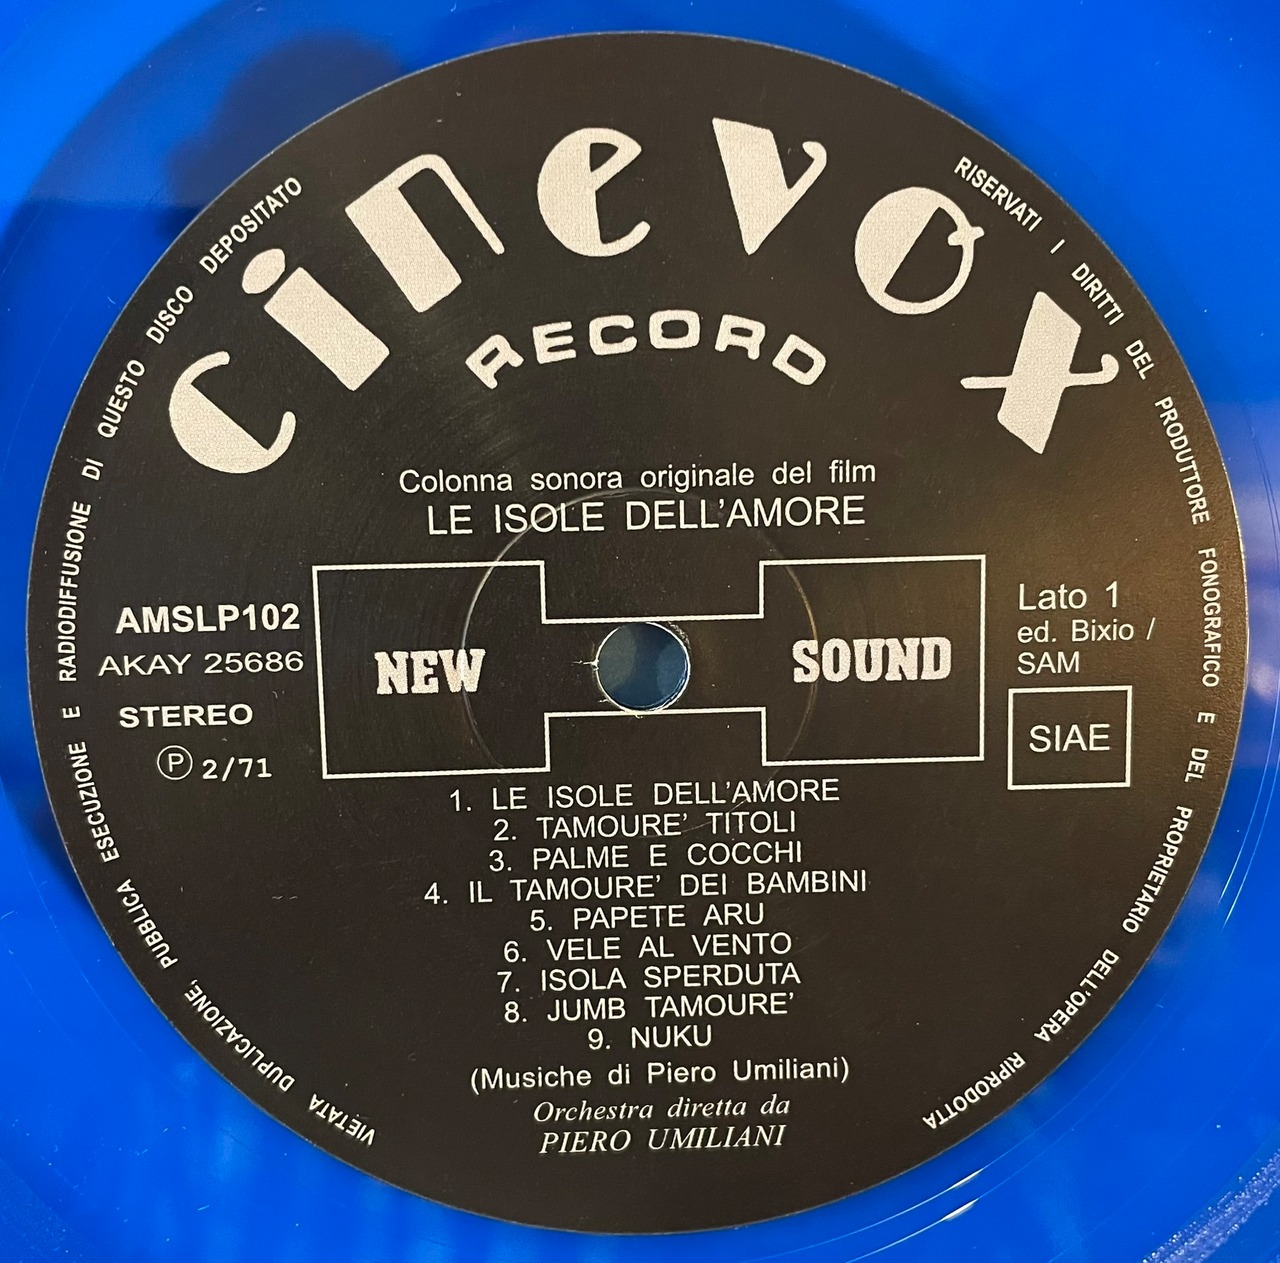 cinevox
RECORD
Colonna sonora originale del film
LE ISOLE DELL'AMORE
NEW SOUND
AMSLP102
AKAY 25686
STEREO
Ⓟ 2/71
Lato 1
ed. Bixio /
SAM
SIAE
1. LE ISOLE DELL'AMORE
2. TAMOURE' TITOLI
3. PALME E COCCHI
4. IL TAMOURE' DEI BAMBINI
5. PAPETE ARU
6. VELE AL VENTO
7. ISOLA SPERDUTA
8. JUMB TAMOURE'
9. NUKU
(Musiche di Piero Umiliani)
Orchestra diretta da
PIERO UMILIANI
VIETATA DUPLICAZIONE, PUBBLICA ESECUZIONE E RADIODIFFUSIONE DI QUESTO DISCO DEPOSITATO
RISERVATI I DIRITTI DEL PRODUTTORE FONOGRAFICO E DEL PROPRIETARIO DELL'OPERA RIPRODOTTA